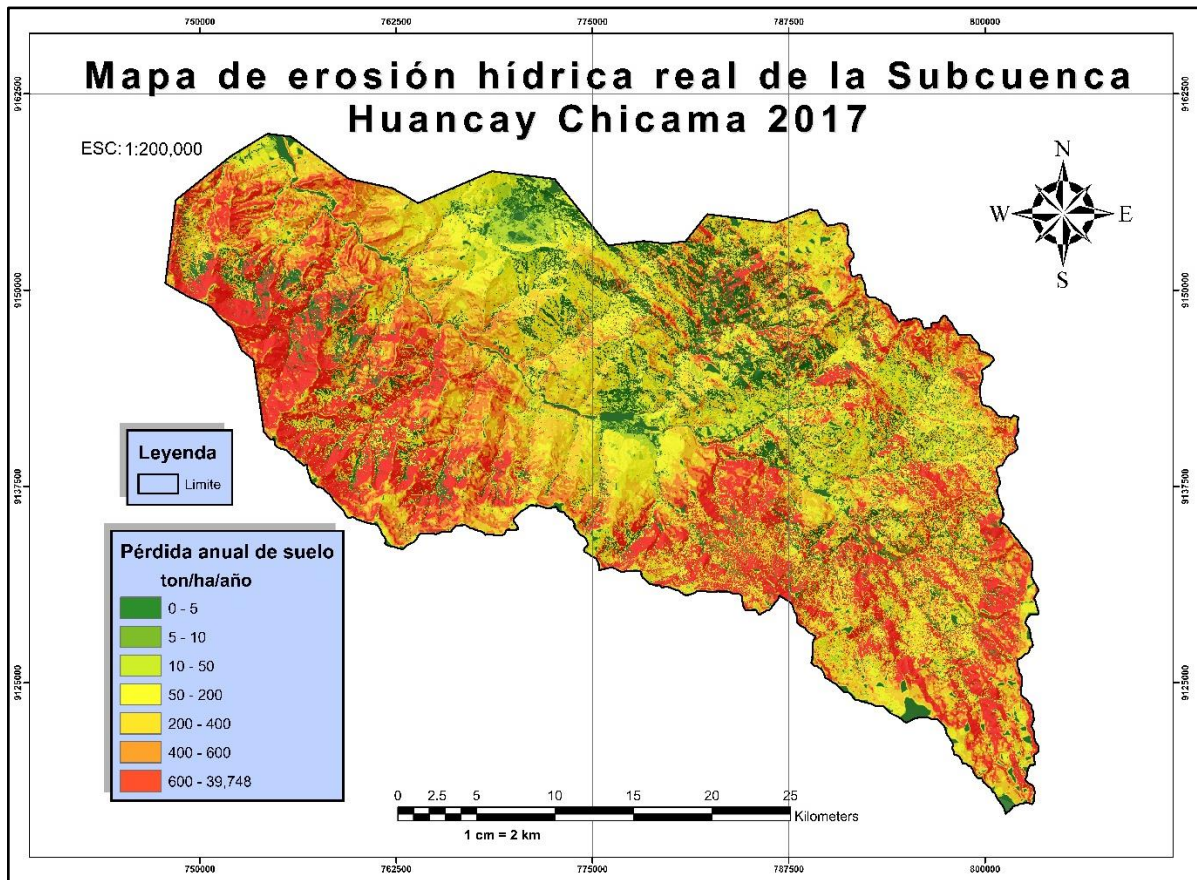 750000 762500 775000 787500 800000
Mapa de erosión hídrica real de la Subcuenca
Huancay Chicama 2017
9162500 9162500
ESC: 1:200,000
N
W E
S
9150000 9150000
Leyenda
Limite
9137500 9137500
Pérdida anual de suelo
ton/ha/año
0 - 5
5 - 10
10 - 50
50 - 200
200 - 400
400 - 600
600 - 39,748
9125000 9125000
0 2.5 5 10 15 20 25
Kilometers
1 cm = 2 km
750000 762500 775000 787500 800000